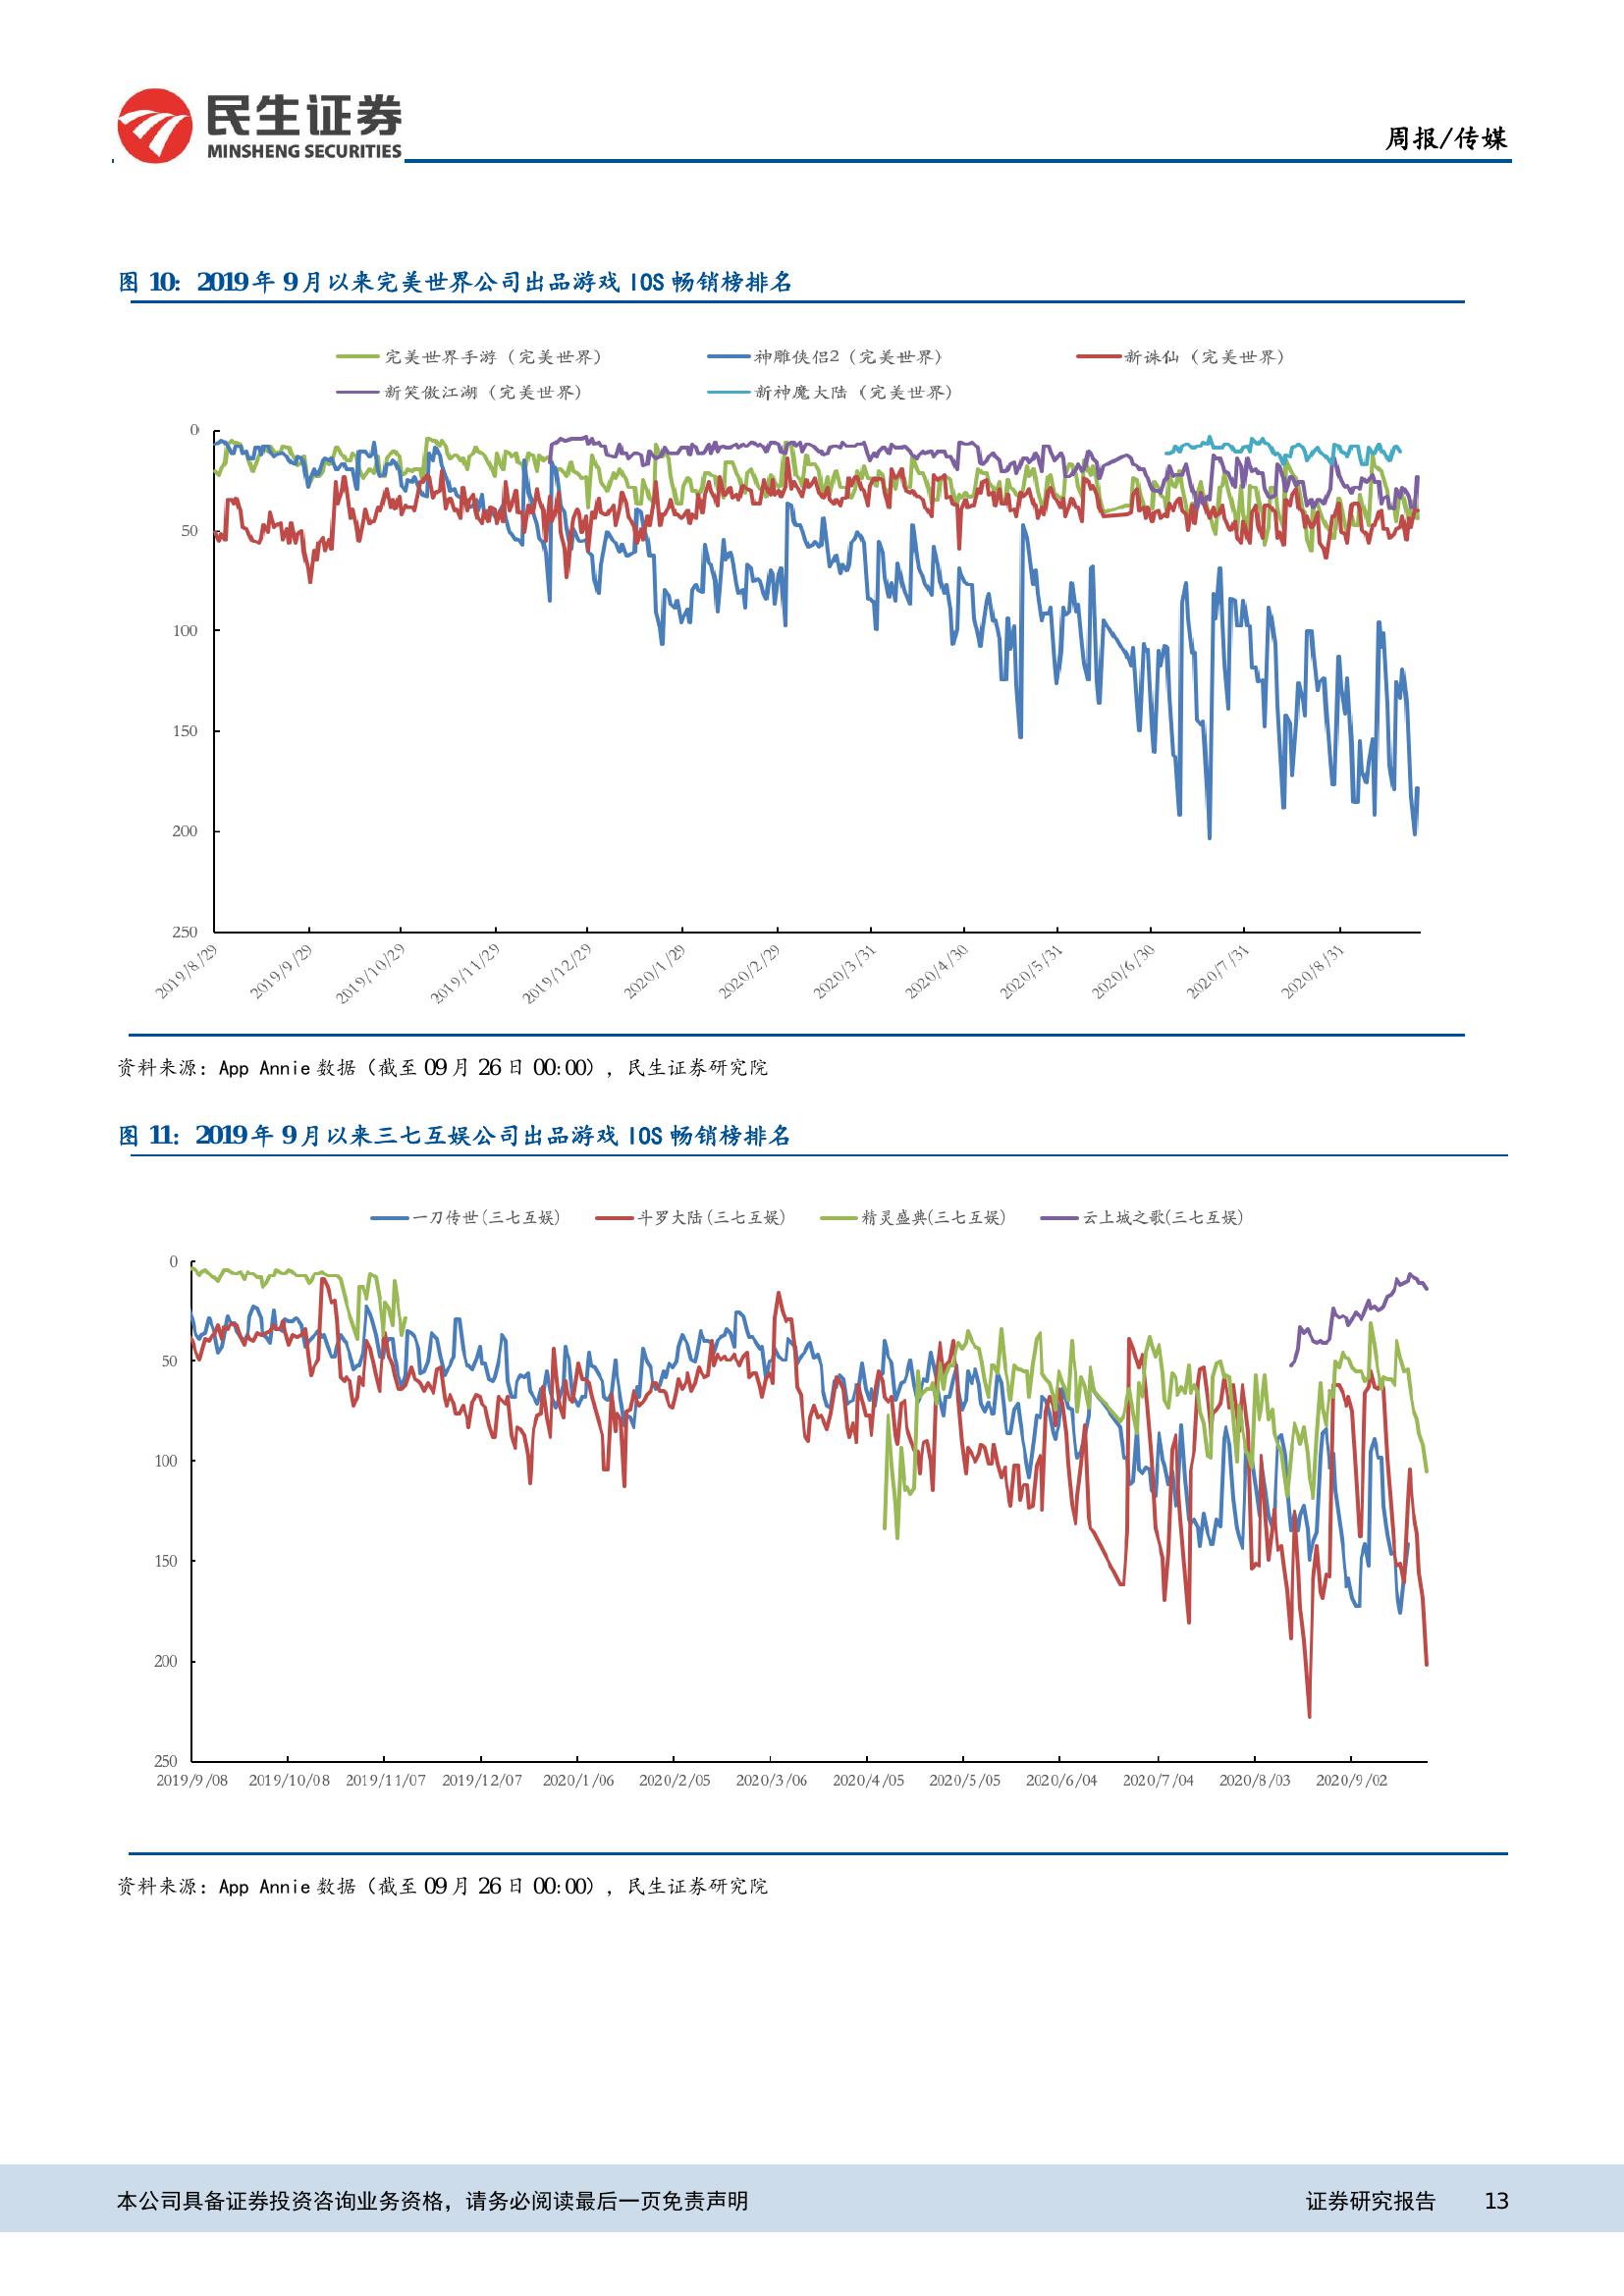 民生证券
MINSHENG SECURITIES
周报/传媒
图 10: 2019 年 9 月以来完美世界公司出品游戏 IOS 畅销榜排名
完美世界手游（完美世界） 神雕侠侣2（完美世界） 新诛仙（完美世界）
新笑傲江湖（完美世界） 新神魔大陆（完美世界）
0
50
100
150
200
250
2019/8/29 2019/9/29 2019/10/29 2019/11/29 2019/12/29 2020/1/29 2020/2/29 2020/3/31 2020/4/30 2020/5/31 2020/6/30 2020/7/31 2020/8/31
资料来源：App Annie 数据（截至 09 月 26 日 00:00），民生证券研究院
图 11: 2019 年 9 月以来三七互娱公司出品游戏 IOS 畅销榜排名
一刀传世(三七互娱) 斗罗大陆(三七互娱) 精灵盛典(三七互娱) 云上城之歌(三七互娱)
0
50
100
150
200
250
2019/9/08 2019/10/08 2019/11/07 2019/12/07 2020/1/06 2020/2/05 2020/3/06 2020/4/05 2020/5/05 2020/6/04 2020/7/04 2020/8/03 2020/9/02
资料来源：App Annie 数据（截至 09 月 26 日 00:00），民生证券研究院
本公司具备证券投资咨询业务资格，请务必阅读最后一页免责声明 证券研究报告 13